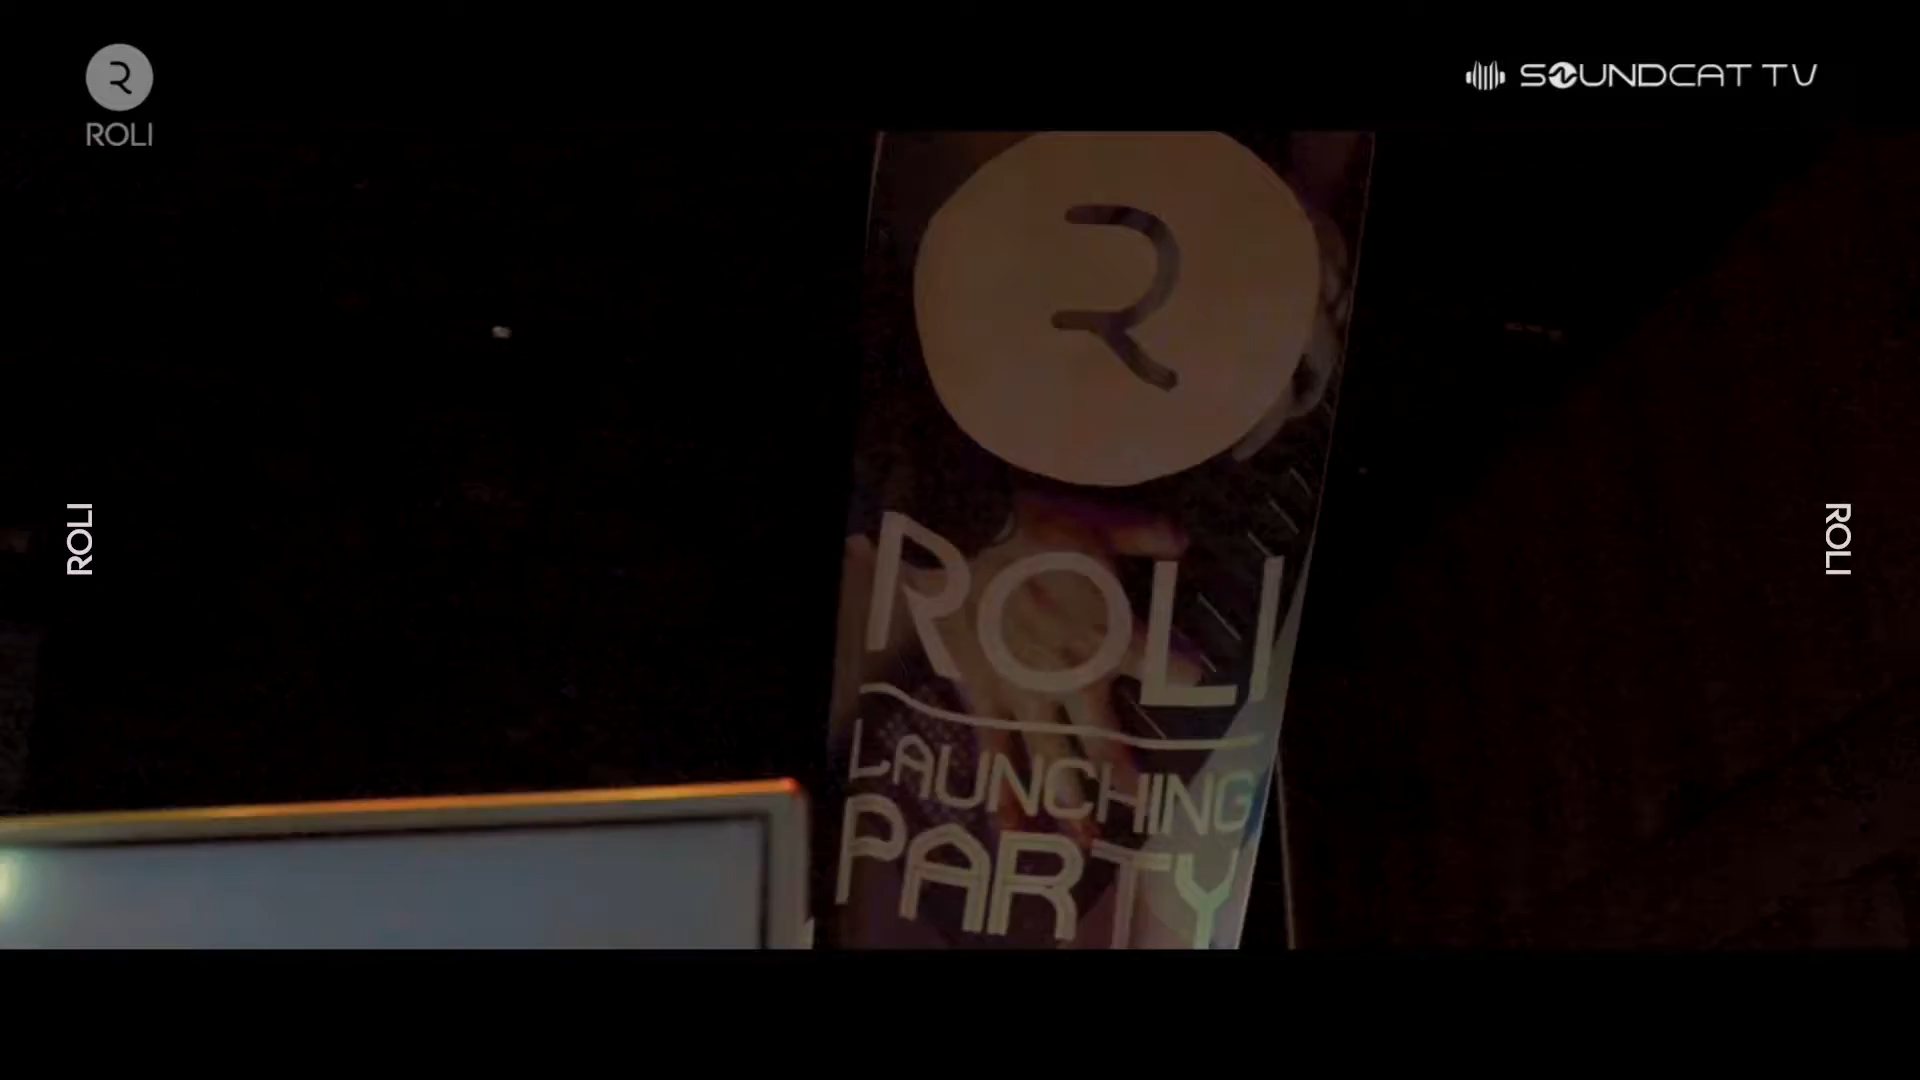 R
ROLI
SOUNDCAT TV
R
ROLI
LAUNCHING
PARTY
ROLI
ROLI